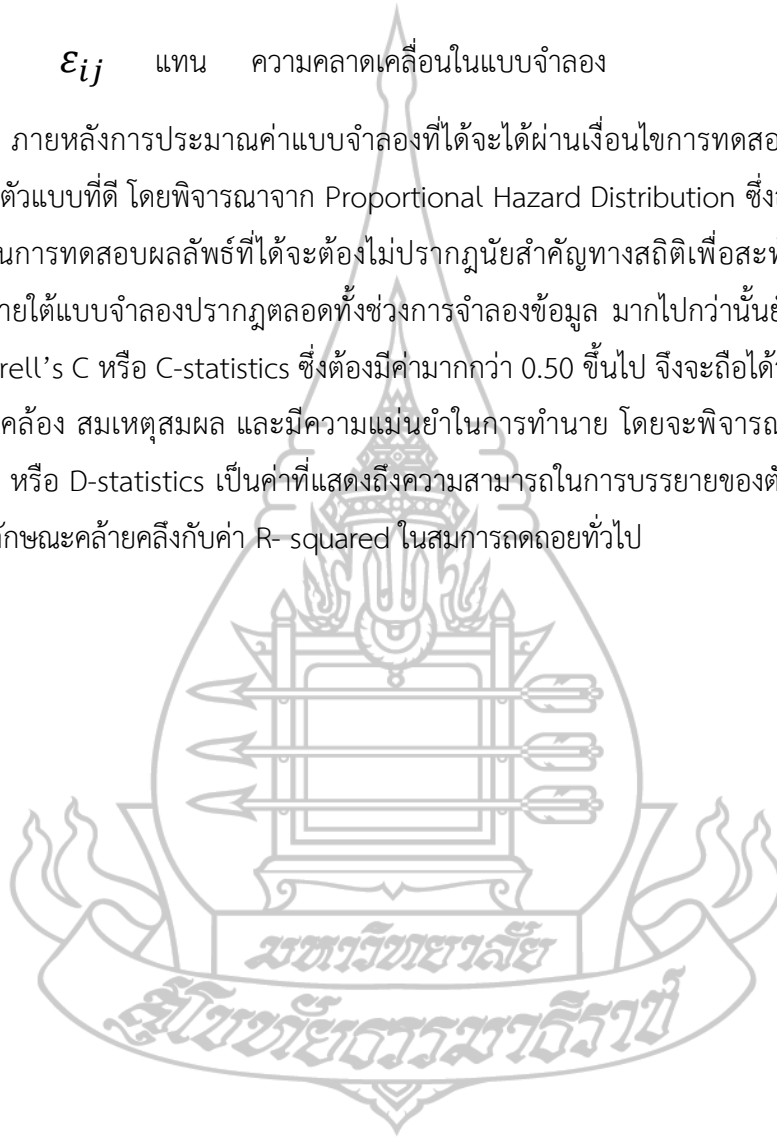 ε_ij แทน ความคลาดเคลื่อนในแบบจำลอง
ภายหลังการประมาณค่าแบบจำลองที่ได้จะได้ผ่านเงื่อนไขการทดสอ
ตัวแบบที่ดี โดยพิจารณาจาก Proportional Hazard Distribution ซึ่ง
นการทดสอบผลลัพธ์ที่ได้จะต้องไม่ปรากฏนัยสำคัญทางสถิติเพื่อสะท้
ายใต้แบบจำลองปรากฏตลอดทั้งช่วงการจำลองข้อมูล มากไปกว่านั้นย
rell’s C หรือ C-statistics ซึ่งต้องมีค่ามากกว่า 0.50 ขึ้นไป จึงจะถือได้
คล้อง สมเหตุสมผล และมีความแม่นยำในการทำนาย โดยจะพิจารณ
หรือ D-statistics เป็นค่าที่แสดงถึงความสามารถในการบรรยายของตั
ักษณะคล้ายคลึงกับค่า R- squared ในสมการถดถอยทั่วไป
มหาวิทยาลัย
สุโขทัยธรรมาธิราช